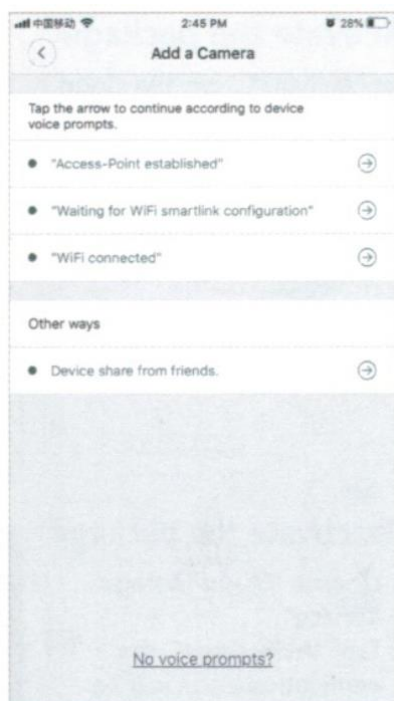 中国移动 2:45 PM 28%
Add a Camera
Tap the arrow to continue according to device
voice prompts.
"Access-Point established"
"Waiting for WiFi smartlink configuration"
"WiFi connected"
Other ways
Device share from friends.
No voice prompts?